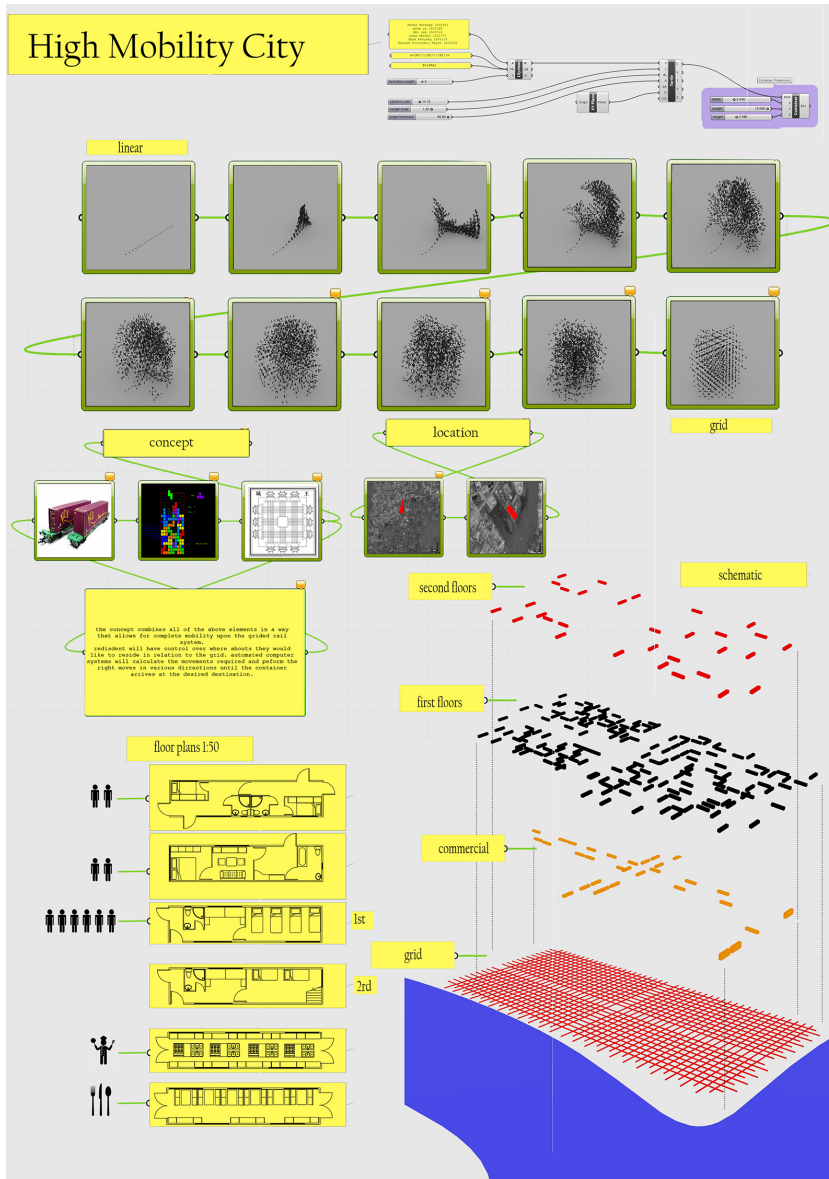 High Mobility City
Container Dimensions
linear
grid
concept
location
the concept combines all of the above elements in a way
that allows for complete mobility upon the grided rail
system.
redisdent will have control over where abouts they would
like to reside in relation to the grid. automated computer
systems will calculate the movements required and peform the
right moves in various dirrections until the container
arrives at the desired destination.
schematic
second floors
first floors
floor plans 1:50
commercial
1st
grid
2rd